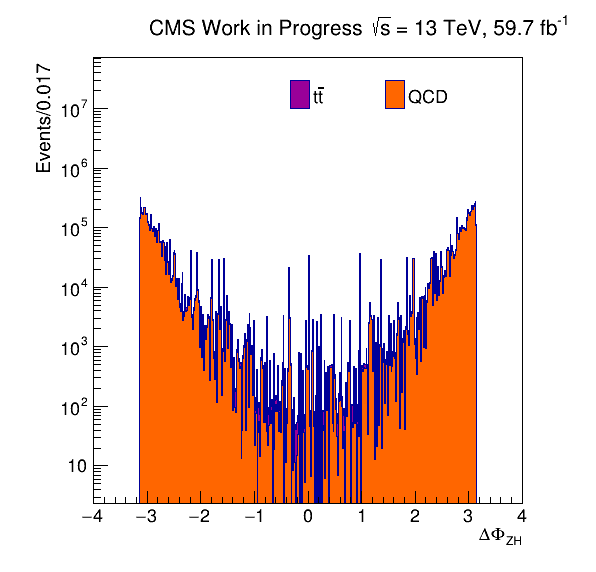 CMS Work in Progress √s = 13 TeV, 59.7 fb⁻¹
tt̄
QCD
Events/0.017
10⁷
10⁶
10⁵
10⁴
10³
10²
10
−4 −3 −2 −1 0 1 2 3 4
ΔΦ_ZH